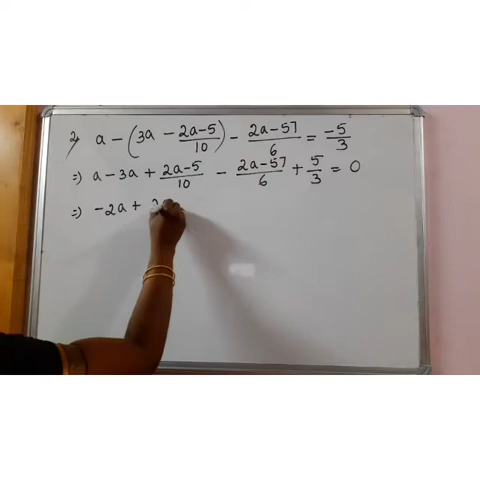 2) a - (3a - (2a-5)/10) - (2a-57)/6 = -5/3
=) a - 3a + (2a-5)/10 - (2a-57)/6 + 5/3 = 0
=) -2a + 2